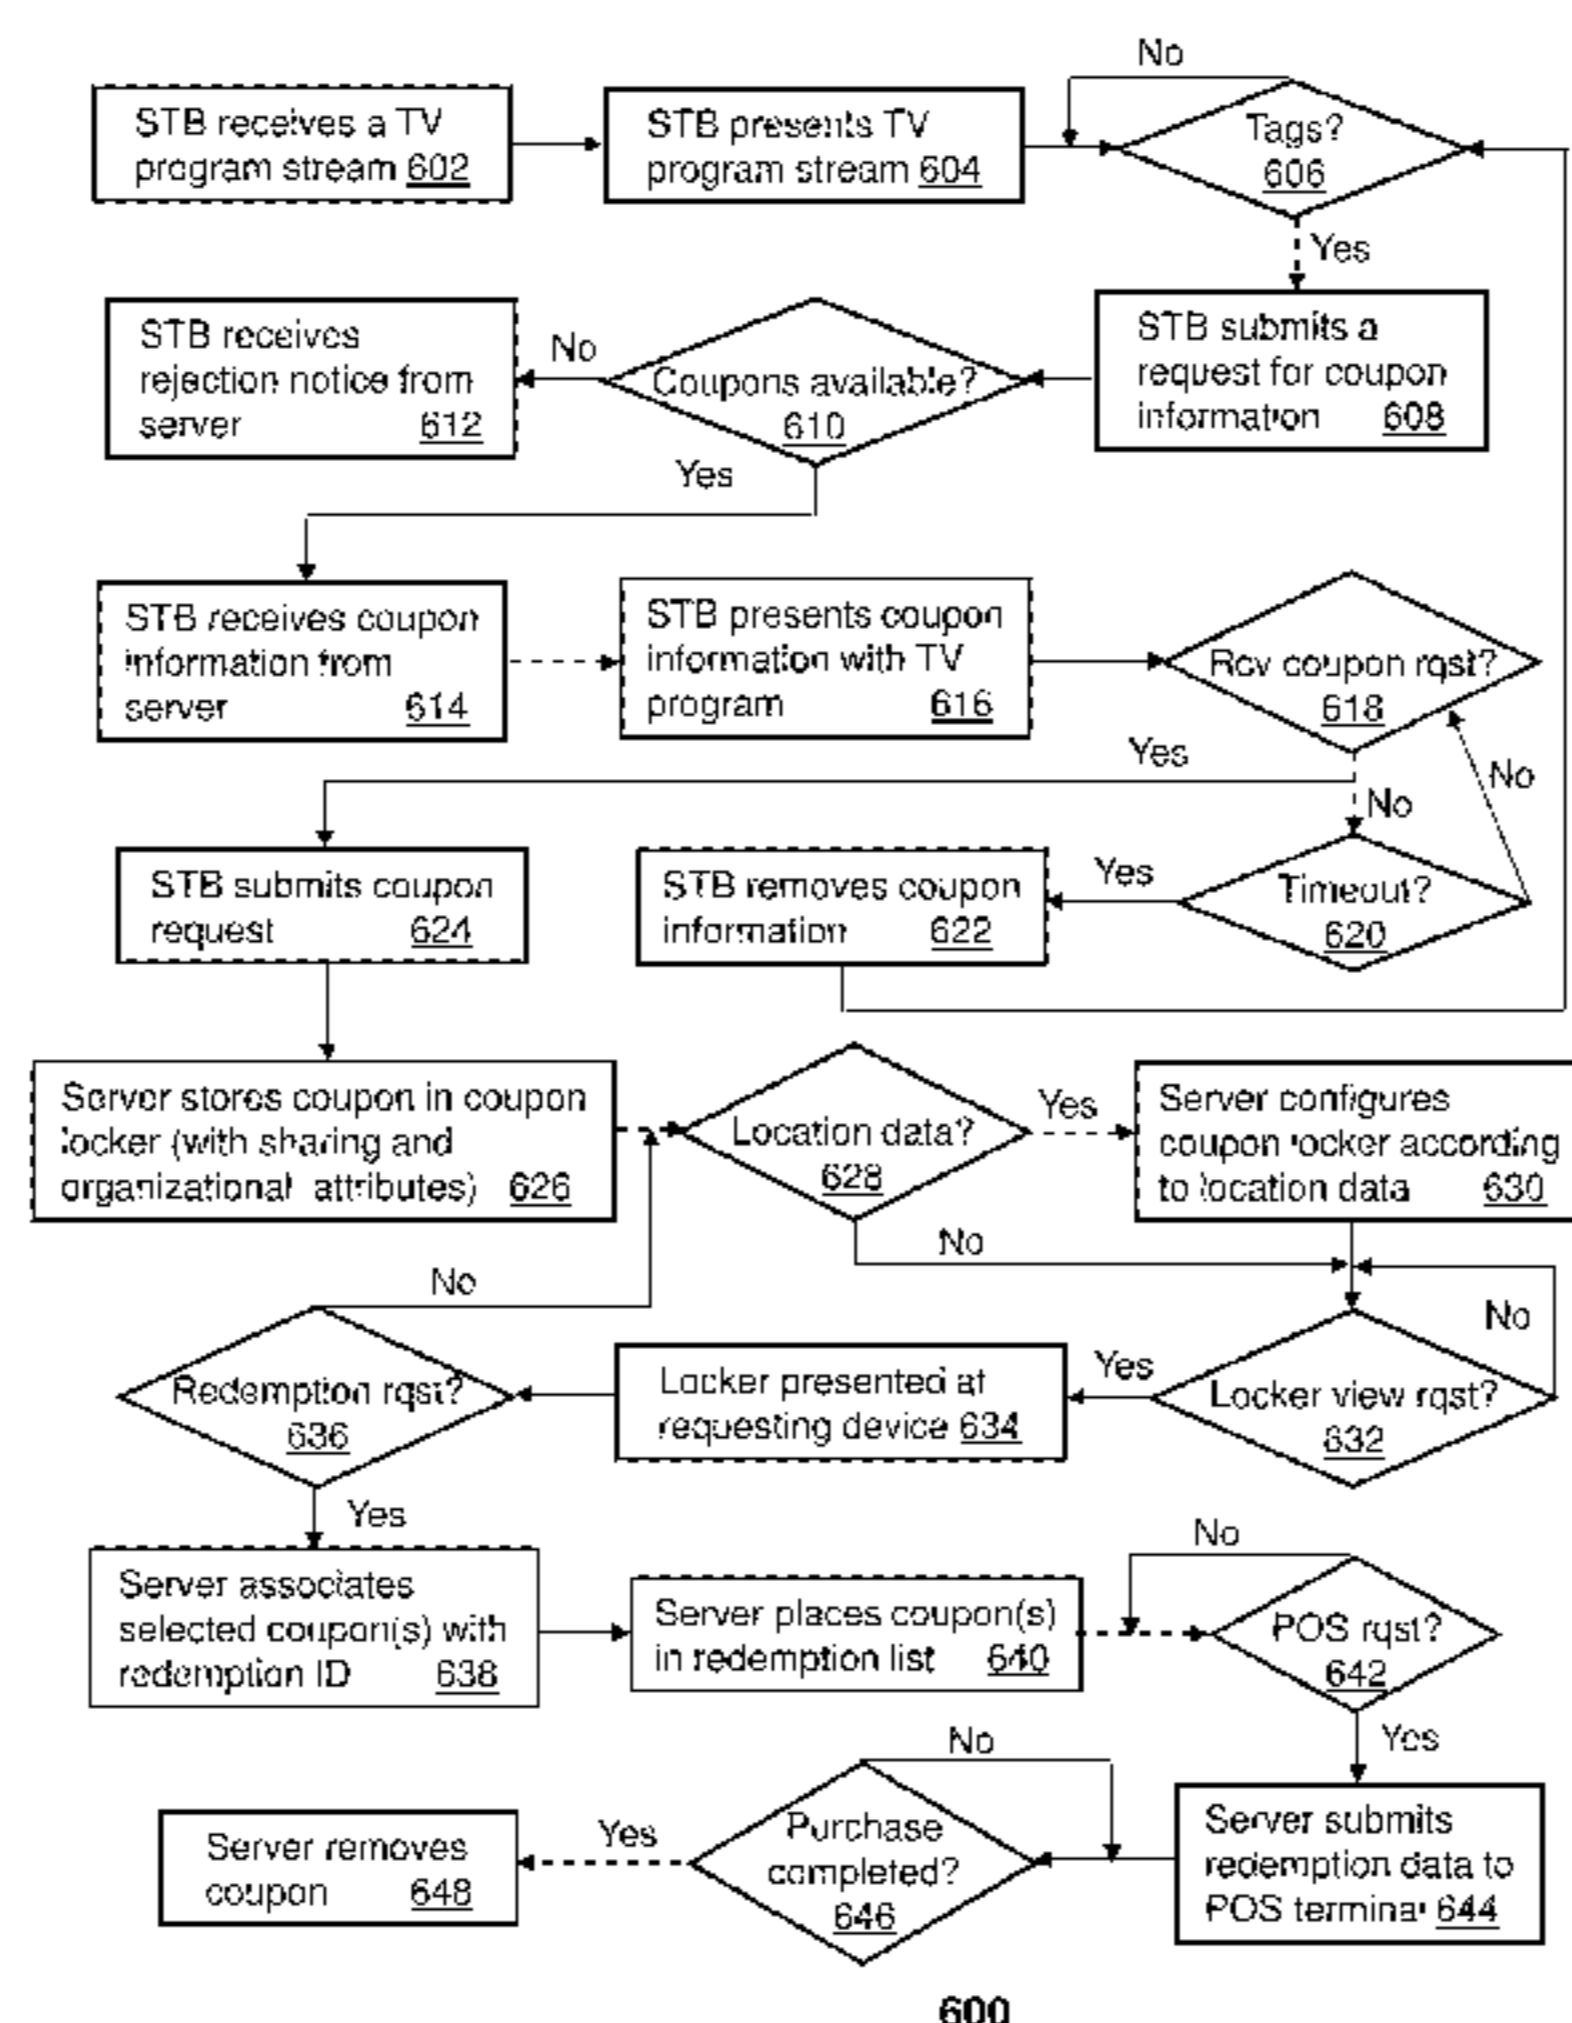 No
STB receives a TV
program stream 602
STB presents TV
program stream 604
Tags?
606
Yes
STB receives
rejection notice from
server 612
No
Coupons available?
610
STB submits a
request for coupon
information 608
Yes
STB receives coupon
information from
server 614
STB presents coupon
information with TV
program 616
Rcv coupon rqst?
618
Yes
No
No
STB submits coupon
request 624
STB removes coupon
information 622
Yes
Timeout?
620
Server stores coupon in coupon
locker (with sharing and
organizational attributes) 626
Location data?
628
Yes
Server configures
coupon locker according
to location data 630
No
No
No
Redemption rqst?
636
Locker presented at
requesting device 634
Yes
Locker view rqst?
632
Yes
No
Server associates
selected coupon(s) with
redemption ID 638
Server places coupon(s)
in redemption list 640
POS rqst?
642
Yes
No
Server removes
coupon 648
Yes
Purchase
completed?
646
Server submits
redemption data to
POS terminal 644
600